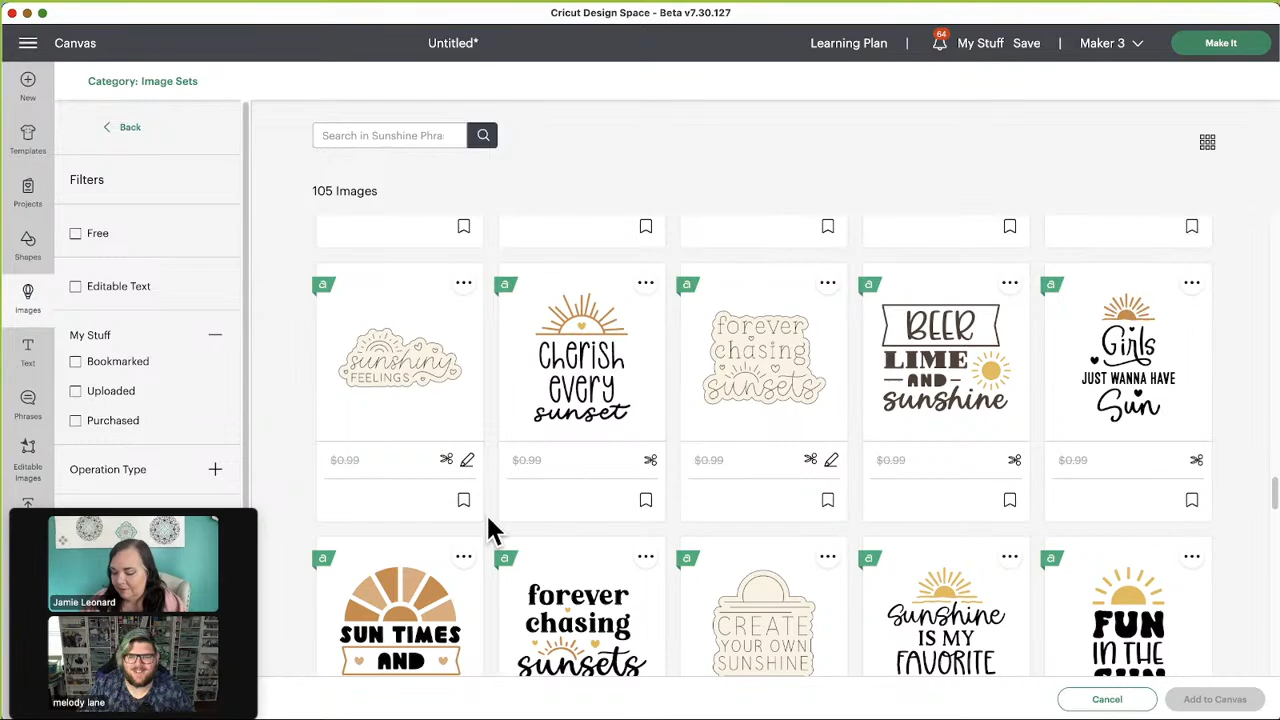 Cricut Design Space - Beta v7.30.127
Canvas
Untitled*
Learning Plan
|
64
My Stuff
Save
|
Maker 3
Make It
New
Templates
Projects
Shapes
Images
Text
Phrases
Editable
Images
Category: Image Sets
Back
Filters
Free
Editable Text
My Stuff
Bookmarked
Uploaded
Purchased
Operation Type
Search in Sunshine Phra
105 Images
a
sunshiny
FEELINGS
$0.99
a
cherish
every
sunset
$0.99
a
forever
chasing
sunsets
$0.99
a
BEER
LIME
AND
sunshine
$0.99
a
Girls
JUST WANNA HAVE
Sun
$0.99
a
SUN TIMES
AND
a
forever
chasing
sunsets
a
CREATE
YOUR OWN
SUNSHINE
a
Sunshine
IS MY
FAVORITE
a
FUN
IN THE
SUN
Jamie Leonard
melody lane
Cancel
Add to Canvas